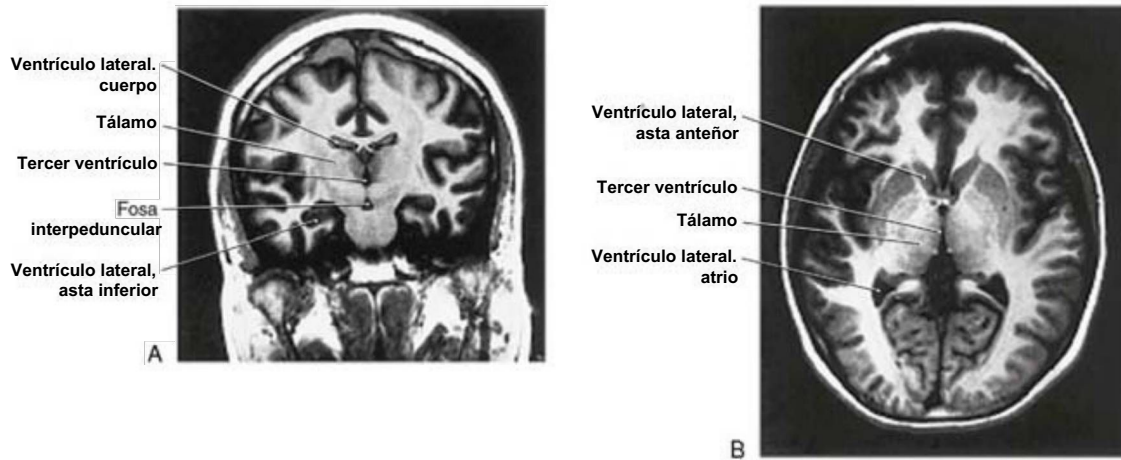 Ventrículo lateral.
cuerpo
Tálamo
Tercer ventrículo
Fosa
interpeduncular
Ventrículo lateral,
asta inferior
A
Ventrículo lateral,
asta anteñor
Tercer ventrículo
Tálamo
Ventrículo lateral.
atrio
B